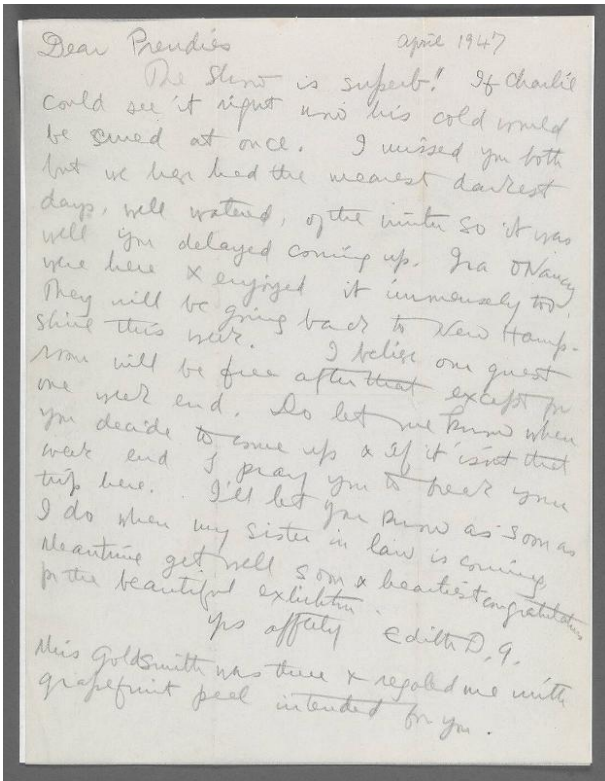 Dear Prendies April 1947
The Show is superb! If Charlie
could see it right now his cold would
be cured at once. I missed you both
but we have had the meanest darkest
days, well watered, of the winter so it was
well you delayed coming up. Ira & Nancy
were here & enjoyed it immensely too.
They will be going back to New Hamp-
shire this week. I believe our guest
room will be free after that except for
one week end. Do let me know when
you decide to come up & if it isn't that
week end I pray you to your
trip here. I'll let you know as soon as
I do when my sister in law is coming.
Meantime get well soon & heartiest congratulations
for the beautiful exhibition.
Yrs affly Edith D. G.
Miss Goldsmith was there & regaled me with
grapefruit peel intended for you.